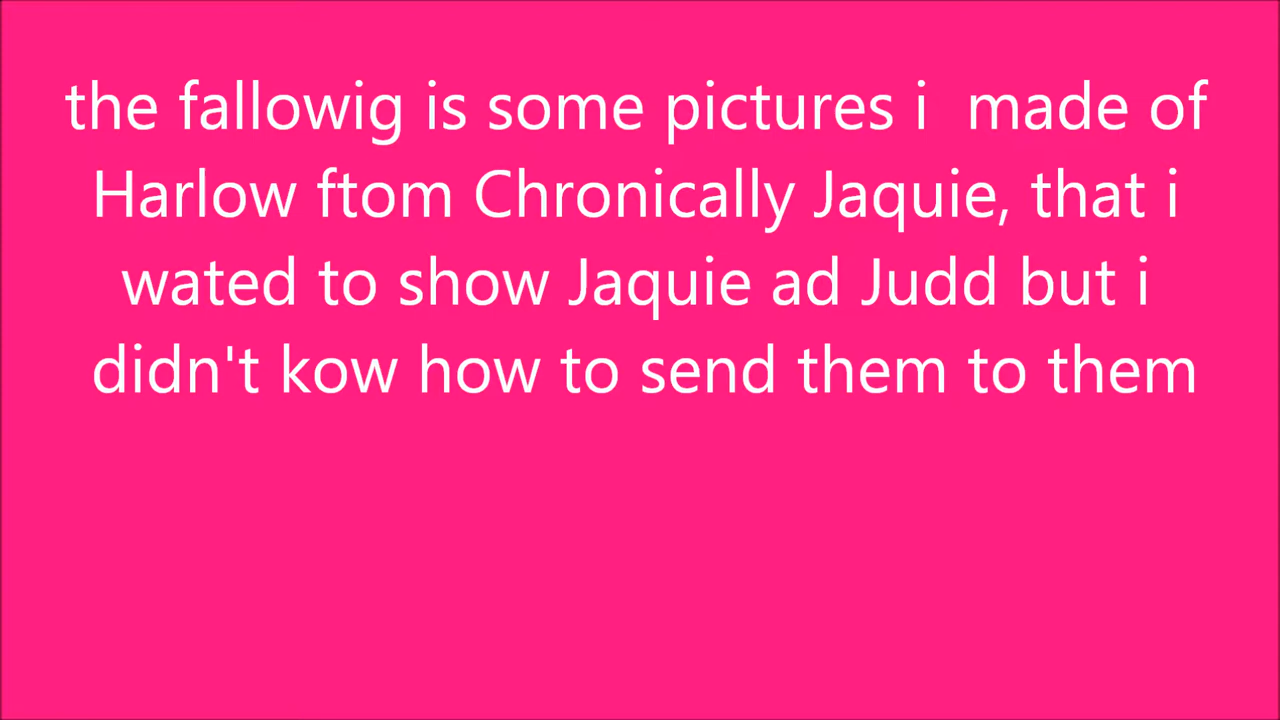 the fallowig is some pictures i  made of
Harlow ftom Chronically Jaquie, that i
wated to show Jaquie ad Judd but i
didn't kow how to send them to them